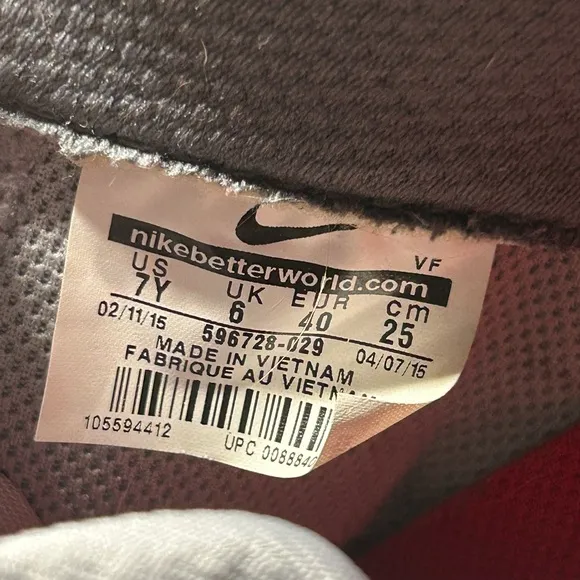 VF
nikebetterworld.com
US UK EUR cm
7Y 6 40 25
02/11/15 596728-029 04/07/15
MADE IN VIETNAM
FABRIQUE AU VIETNAM
105594412 UPC 008884